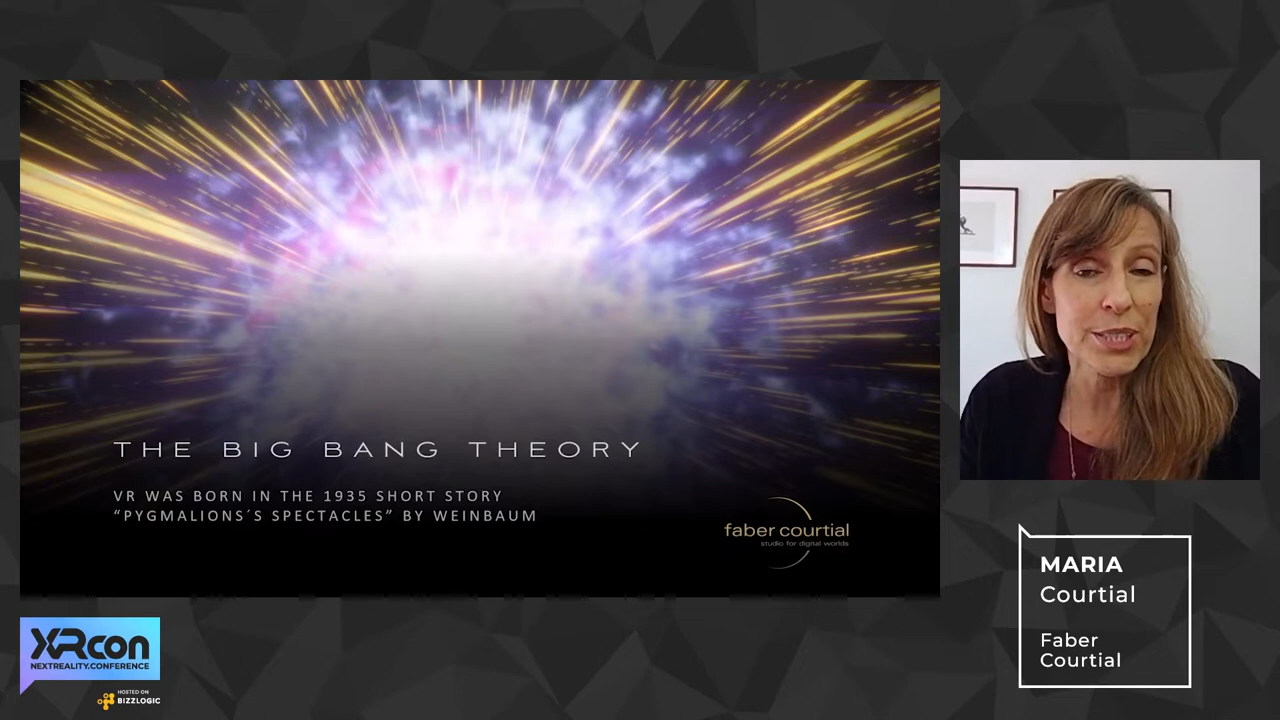 THE BIG BANG THEORY
VR WAS BORN IN THE 1935 SHORT STORY
“PYGMALIONS´S SPECTACLES” BY WEINBAUM
faber courtial
studio for digital worlds
MARIA
Courtial
Faber
Courtial
XRcon
NEXTREALITY.CONFERENCE
HOSTED ON
BIZZLOGIC